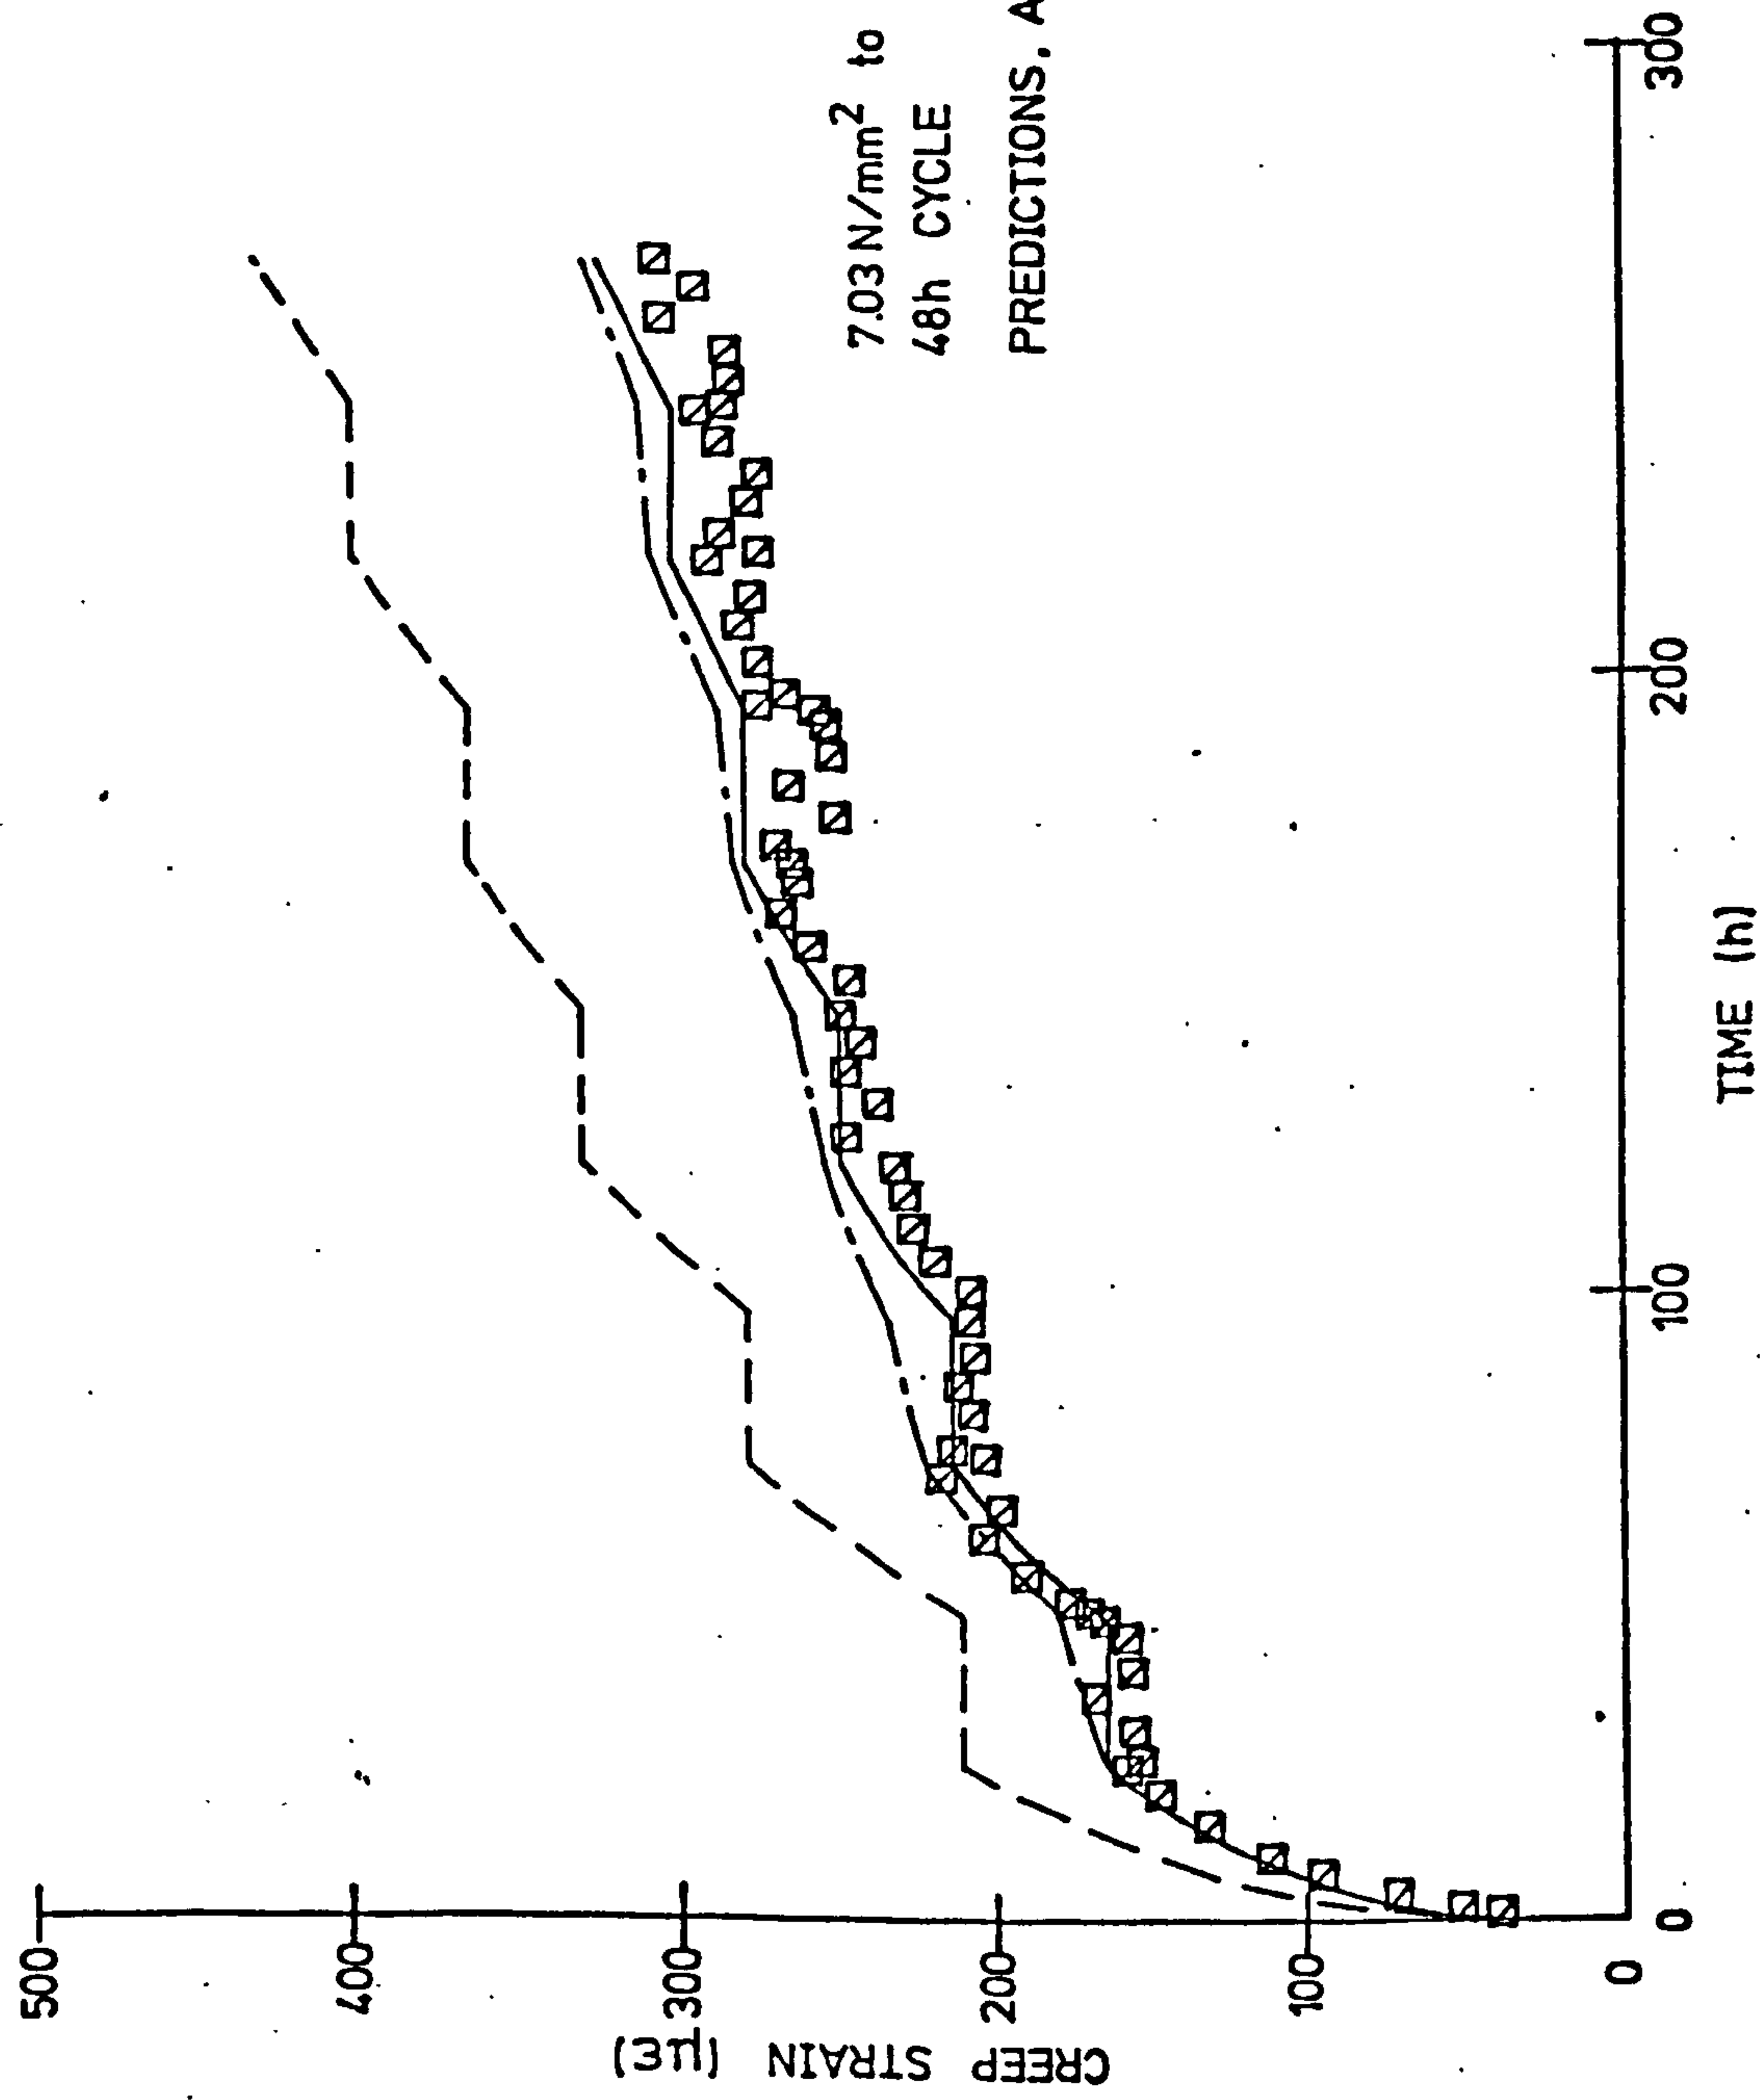 500
400
300
200
100
0
CREEP STRAIN (με)
0
100
200
300
TIME (h)
7.03 N/mm² to
48h CYCLE
PREDICTIONS, A